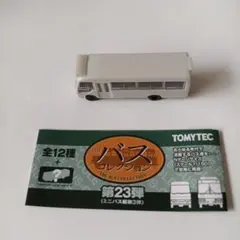 TOMYTEC
全12種
+
バス
コレクション
THE BUS COLLECTION
第23弾
(ミニバス編第3弾)